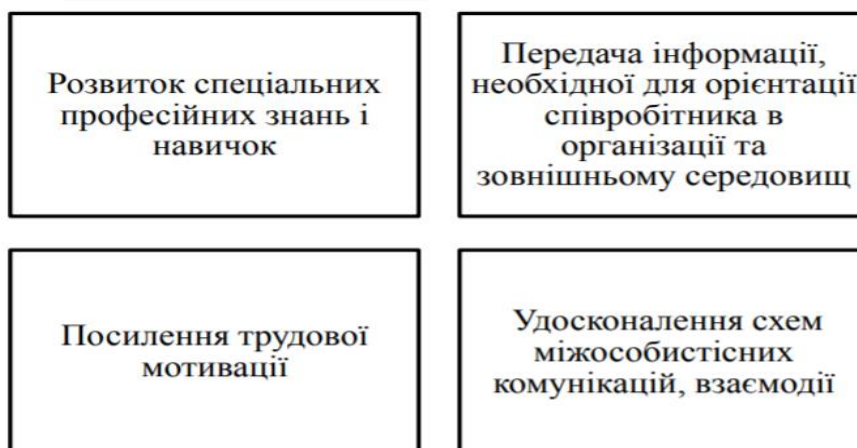 Розвиток спеціальних
професійних знань і
навичок
Передача інформації,
необхідної для орієнтації
співробітника в
організації та
зовнішньому середовищ
Посилення трудової
мотивації
Удосконалення схем
міжособистісних
комунікацій, взаємодії